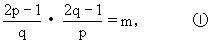 (2p − 1)/q · (2q − 1)/p = m, ①